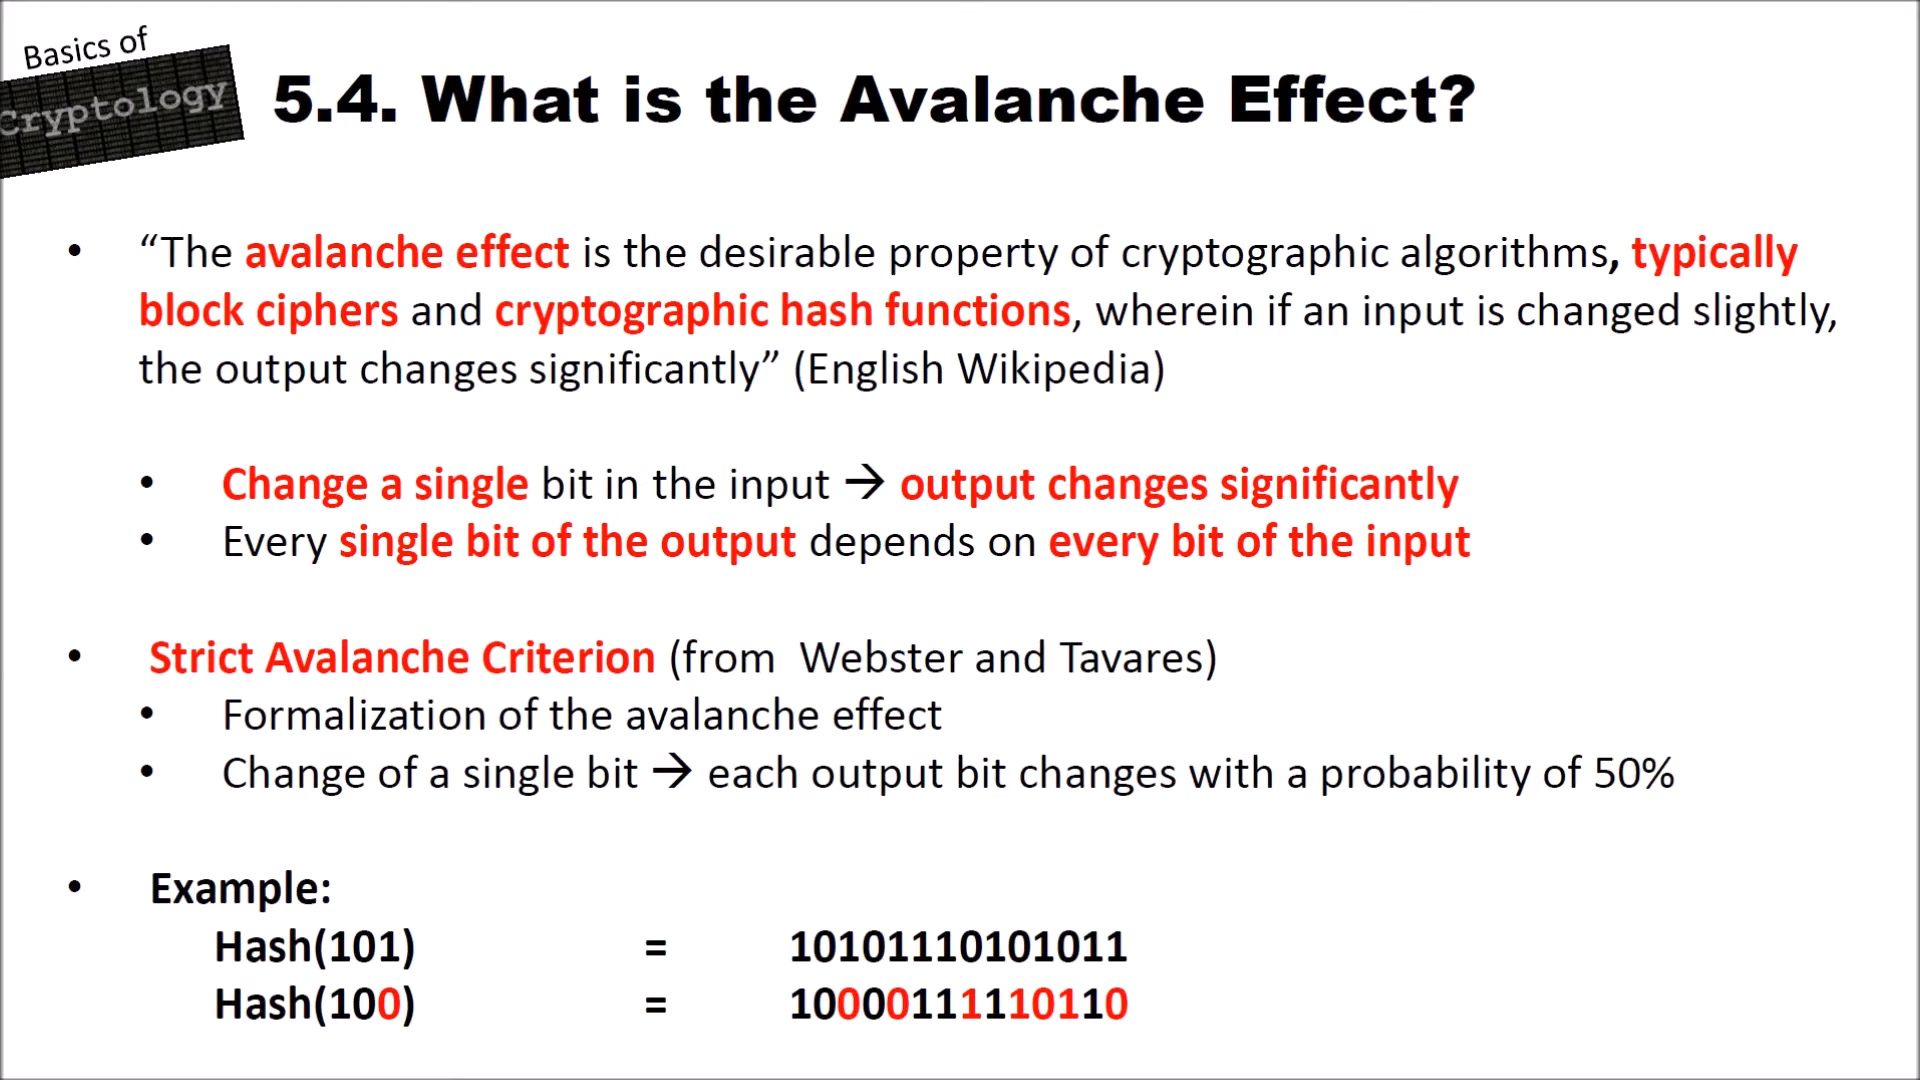 Basics of
Cryptology
5.4. What is the Avalanche Effect?
• “The avalanche effect is the desirable property of cryptographic algorithms, typically
block ciphers and cryptographic hash functions, wherein if an input is changed slightly,
the output changes significantly” (English Wikipedia)
• Change a single bit in the input → output changes significantly
• Every single bit of the output depends on every bit of the input
• Strict Avalanche Criterion (from Webster and Tavares)
• Formalization of the avalanche effect
• Change of a single bit → each output bit changes with a probability of 50%
• Example:
Hash(101) = 10101110101011
Hash(100) = 10000111110110